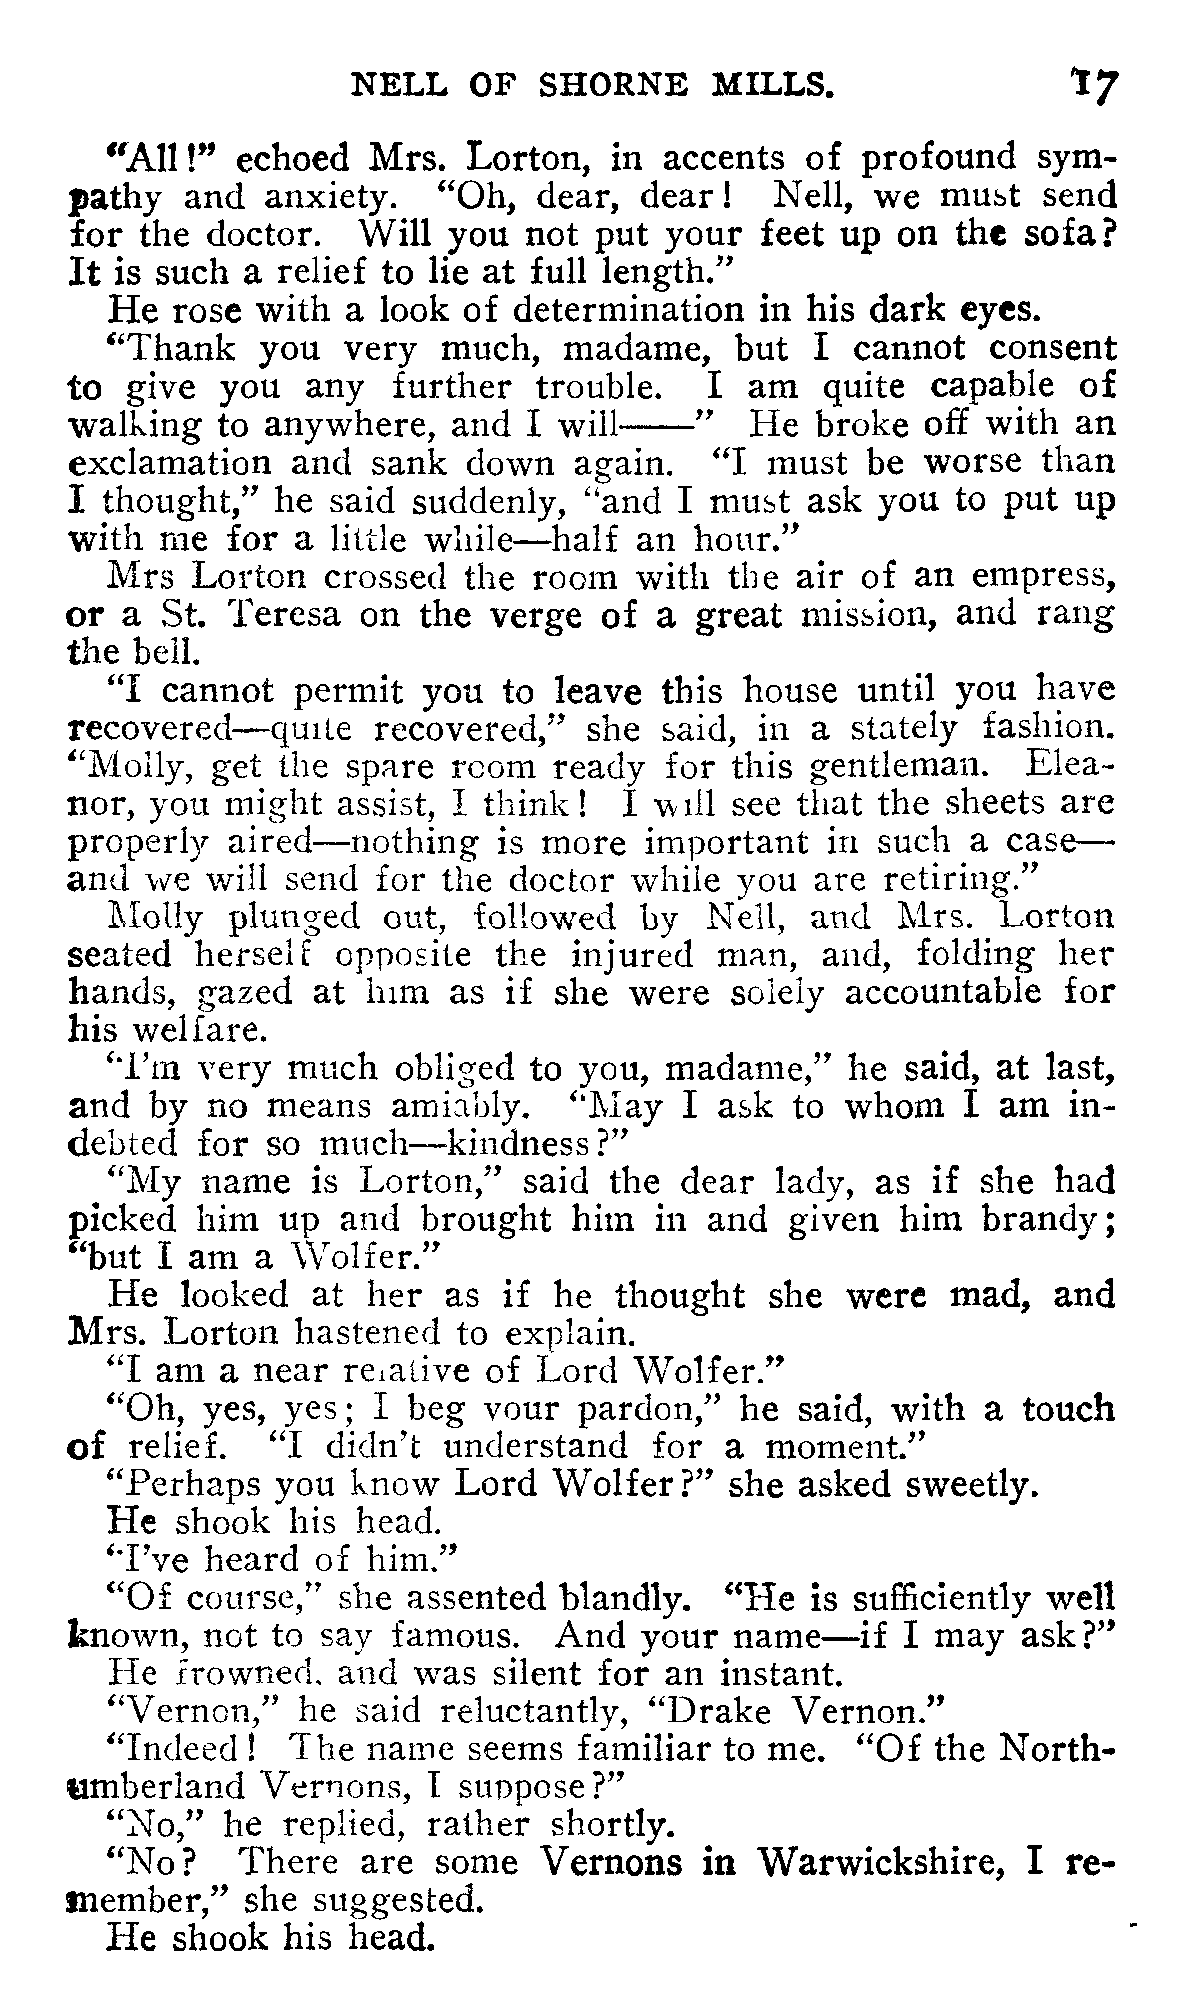 NELL OF SHORNE MILLS. 17
"All!" echoed Mrs. Lorton, in accents of profound sym-
pathy and anxiety. "Oh, dear, dear! Nell, we must send
for the doctor. Will you not put your feet up on the sofa?
It is such a relief to lie at full length."
He rose with a look of determination in his dark eyes.
"Thank you very much, madame, but I cannot consent
to give you any further trouble. I am quite capable of
walking to anywhere, and I will——" He broke off with an
exclamation and sank down again. "I must be worse than
I thought," he said suddenly, "and I must ask you to put up
with me for a little while—half an hour."
Mrs Lorton crossed the room with the air of an empress,
or a St. Teresa on the verge of a great mission, and rang
the bell.
"I cannot permit you to leave this house until you have
recovered—quite recovered," she said, in a stately fashion.
"Molly, get the spare room ready for this gentleman. Elea-
nor, you might assist, I think! I will see that the sheets are
properly aired—nothing is more important in such a case—
and we will send for the doctor while you are retiring."
Molly plunged out, followed by Nell, and Mrs. Lorton
seated herself opposite the injured man, and, folding her
hands, gazed at him as if she were solely accountable for
his welfare.
"I'm very much obliged to you, madame," he said, at last,
and by no means amiably. "May I ask to whom I am in-
debted for so much—kindness?"
"My name is Lorton," said the dear lady, as if she had
picked him up and brought him in and given him brandy;
"but I am a Wolfer."
He looked at her as if he thought she were mad, and
Mrs. Lorton hastened to explain.
"I am a near relative of Lord Wolfer."
"Oh, yes, yes; I beg your pardon," he said, with a touch
of relief. "I didn't understand for a moment."
"Perhaps you know Lord Wolfer?" she asked sweetly.
He shook his head.
"I've heard of him."
"Of course," she assented blandly. "He is sufficiently well
known, not to say famous. And your name—if I may ask?"
He frowned, and was silent for an instant.
"Vernon," he said reluctantly, "Drake Vernon."
"Indeed! The name seems familiar to me. "Of the North-
umberland Vernons, I suppose?"
"No," he replied, rather shortly.
"No? There are some Vernons in Warwickshire, I re-
member," she suggested.
He shook his head.